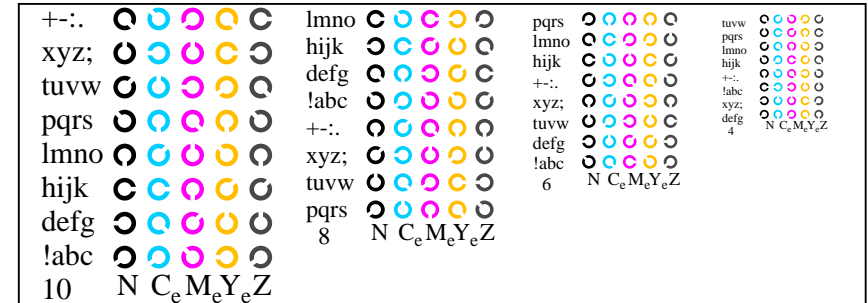 +-:.
xyz;
tuvw
pqrs
lmno
hijk
defg
!abc
10 N CeMeYeZ
lmno
hijk
defg
!abc
+-:.
xyz;
tuvw
pqrs
8 N CeMeYeZ
pqrs
lmno
hijk
+-:.
xyz;
tuvw
defg
!abc
6 N CeMeYeZ
tuvw
pqrs
lmno
hijk
+-:.
!abc
xyz;
defg
4 N CeMeYeZ